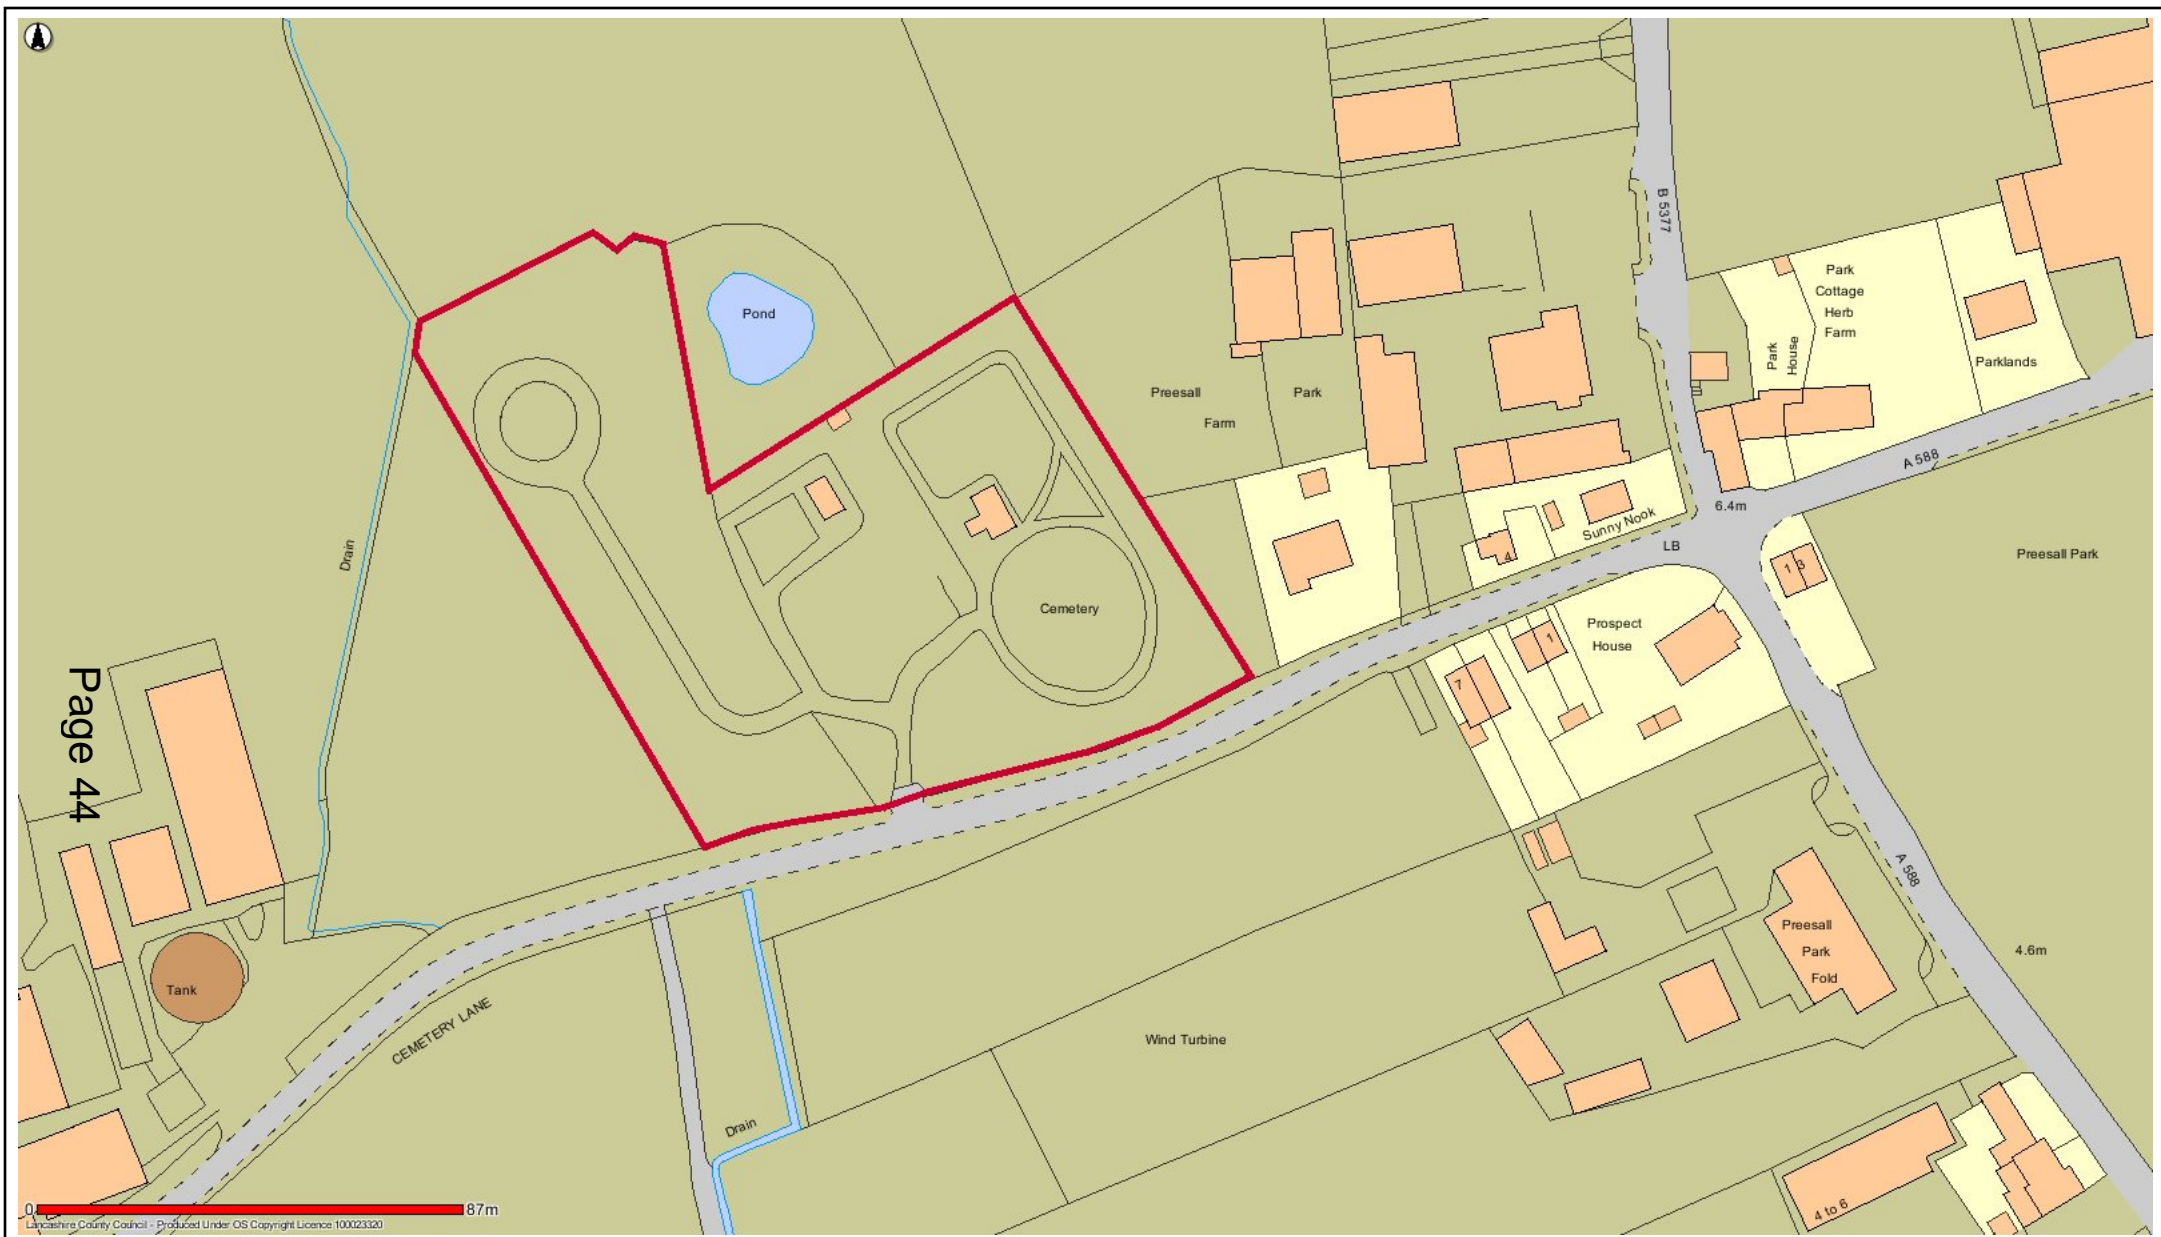 B 5377
Park
Cottage
Herb
Farm
Park
House
Parklands
Pond
Preesall
Farm
Park
A 588
6.4m
Sunny Nook
LB
4
1 3
Preesall Park
Drain
Cemetery
Prospect
House
1
7
Page 44
A 588
Preesall
Park
Fold
4.6m
Tank
CEMETERY LANE
Wind Turbine
Drain
4 to 6
0
87m
Lancashire County Council - Produced Under OS Copyright Licence 100023320